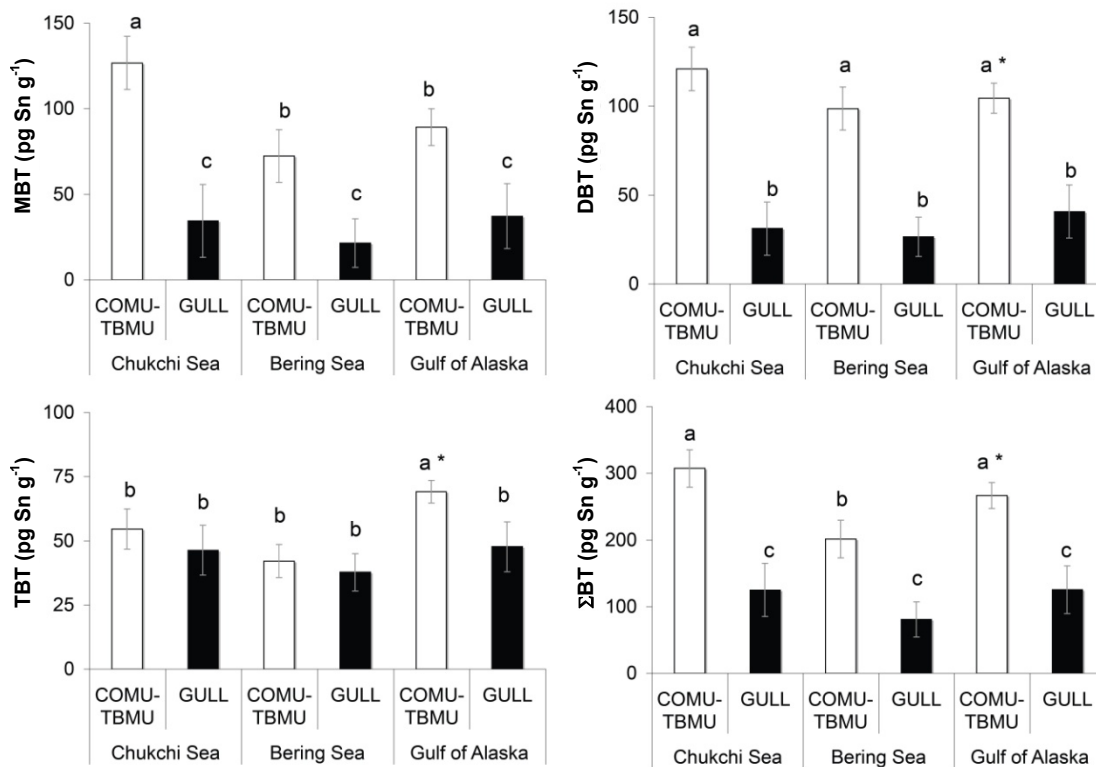 MBT (pg Sn g-1)
150
100
50
0
a
c
b
c
b
c
COMU-
TBMU
GULL
COMU-
TBMU
GULL
COMU-
TBMU
GULL
Chukchi Sea
Bering Sea
Gulf of Alaska
DBT (pg Sn g-1)
150
100
50
0
a
b
a
b
a *
b
COMU-
TBMU
GULL
COMU-
TBMU
GULL
COMU-
TBMU
GULL
Chukchi Sea
Bering Sea
Gulf of Alaska
TBT (pg Sn g-1)
100
75
50
25
0
b
b
b
b
a *
b
COMU-
TBMU
GULL
COMU-
TBMU
GULL
COMU-
TBMU
GULL
Chukchi Sea
Bering Sea
Gulf of Alaska
ΣBT (pg Sn g-1)
400
300
200
100
0
a
c
b
c
a *
c
COMU-
TBMU
GULL
COMU-
TBMU
GULL
COMU-
TBMU
GULL
Chukchi Sea
Bering Sea
Gulf of Alaska